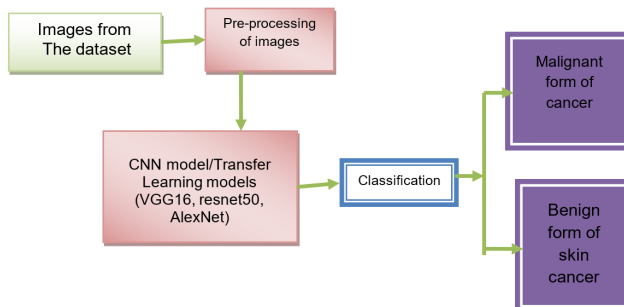 Images from
The dataset
Pre-processing
of images
CNN model/Transfer
Learning models
(VGG16, resnet50,
AlexNet)
Classification
Malignant
form of
cancer
Benign
form of
skin
cancer